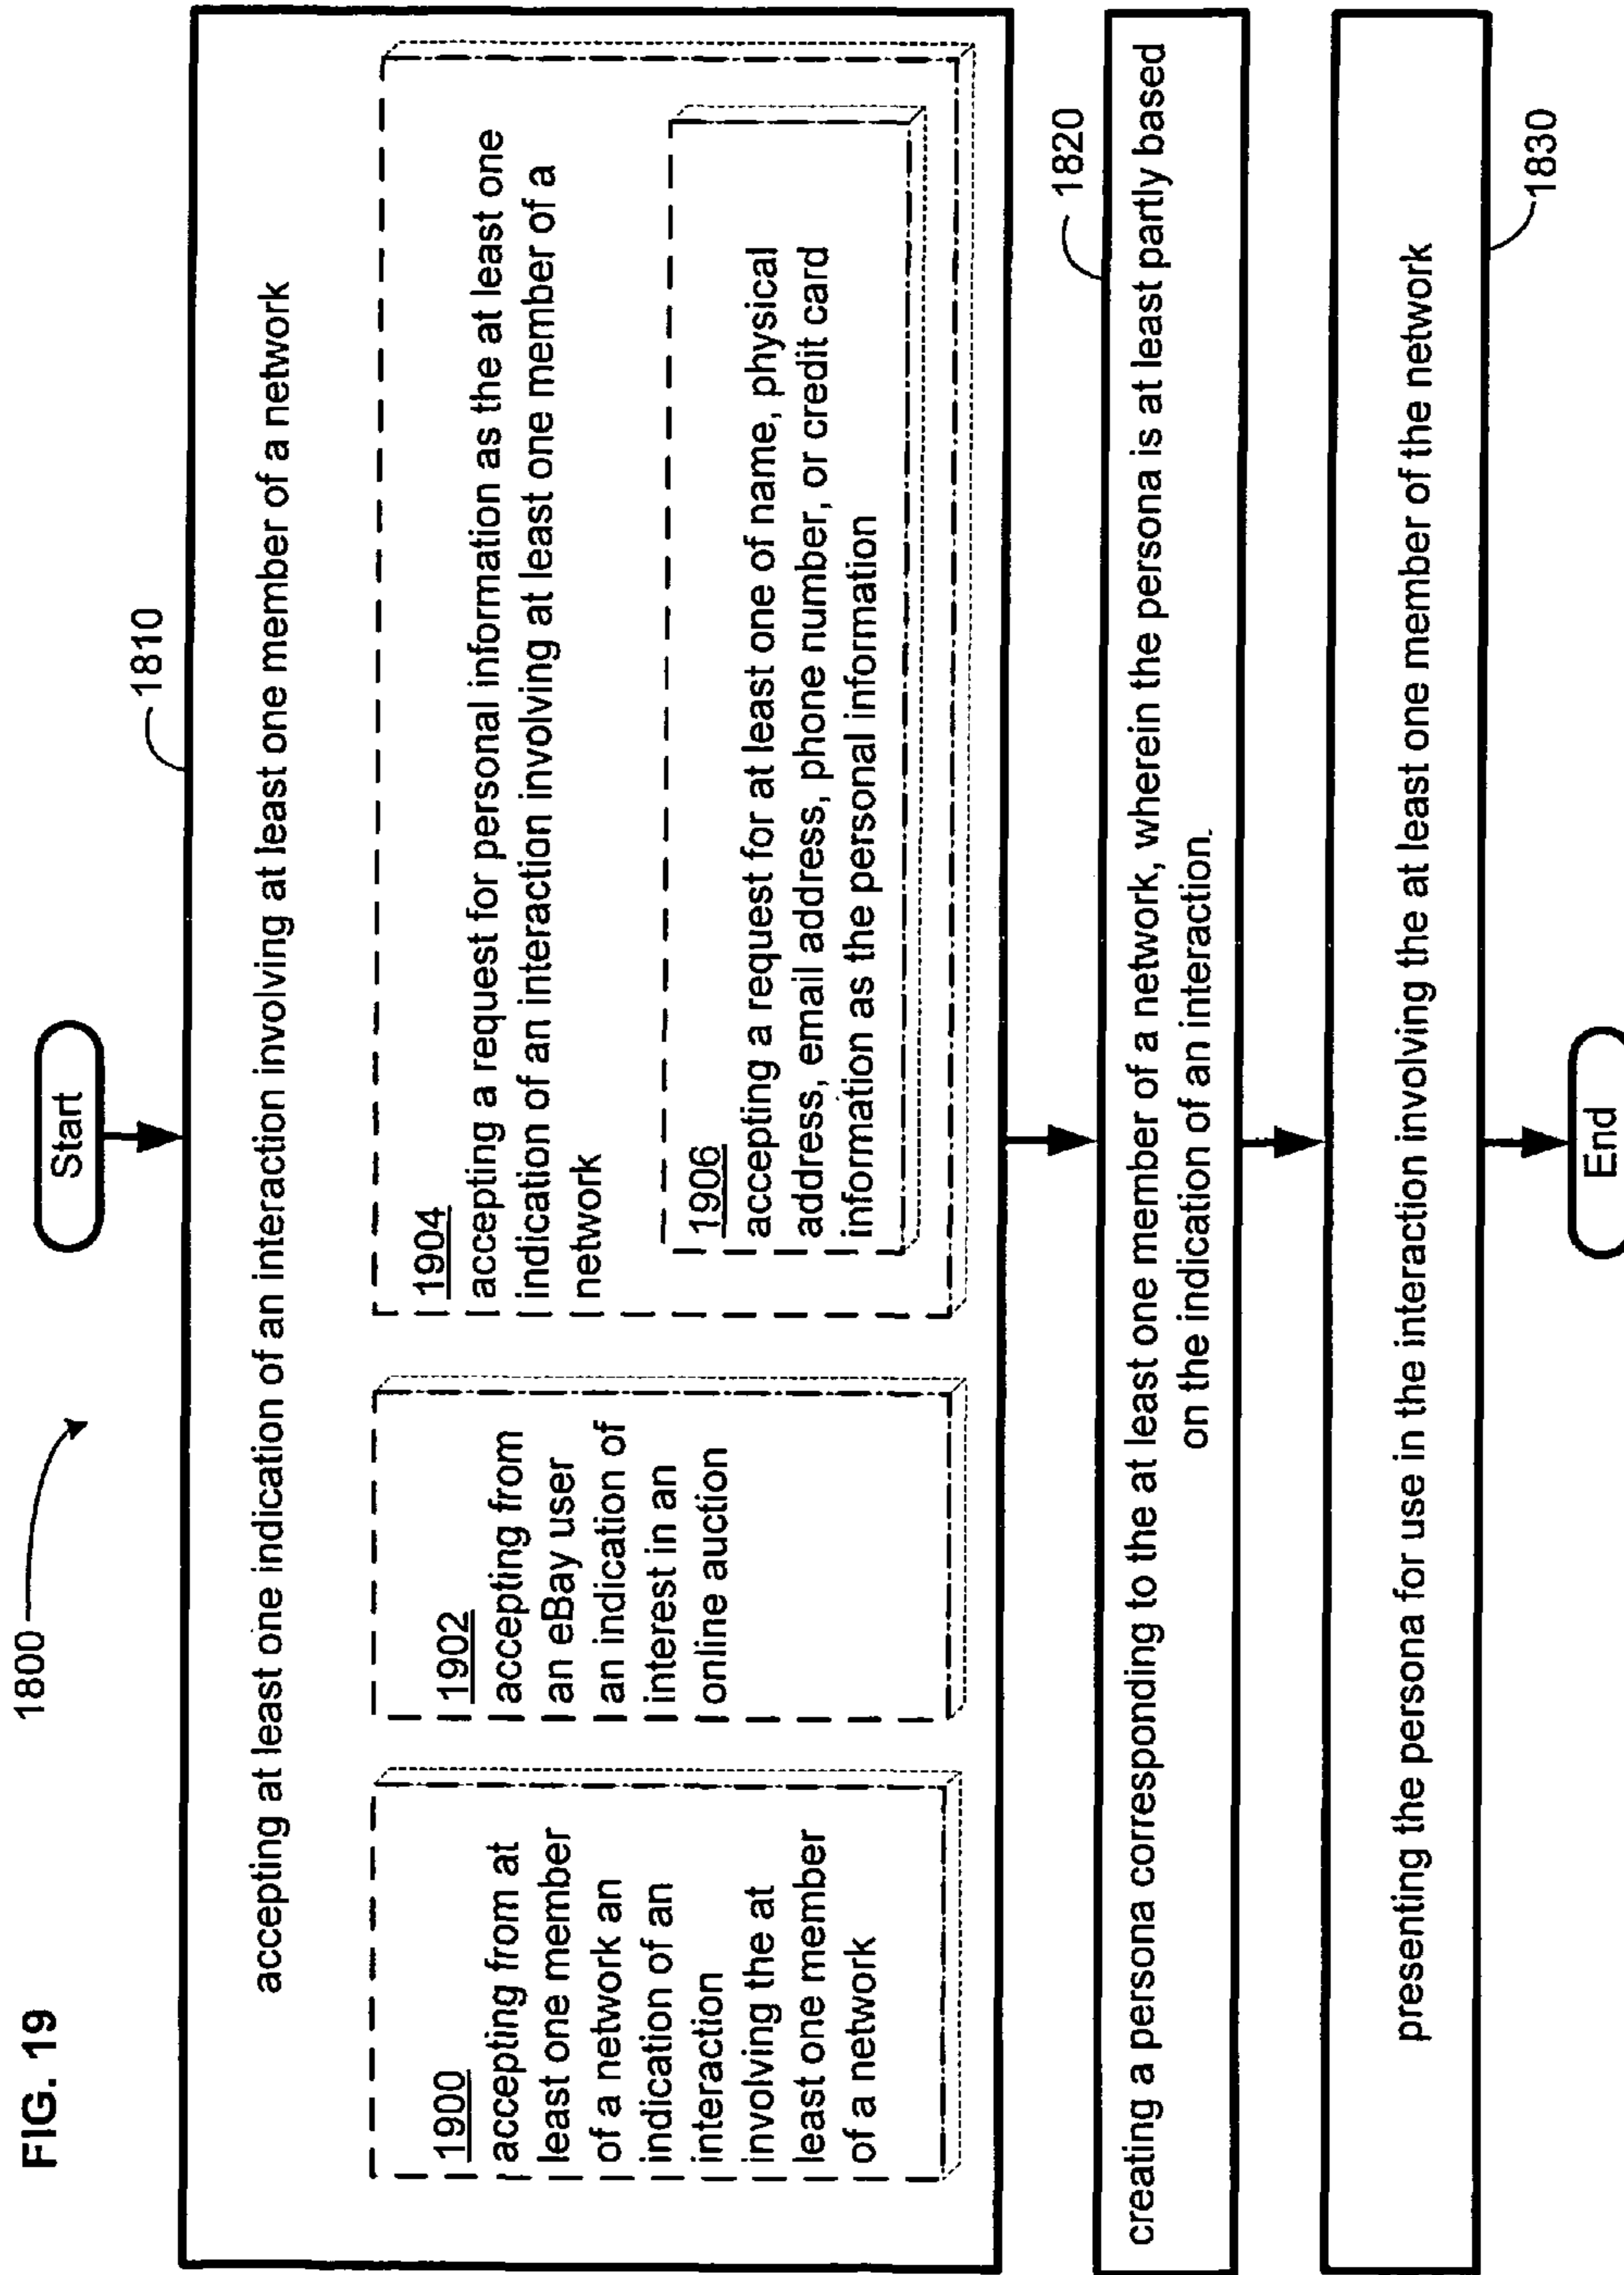 FIG. 19
1800
Start
1810
accepting at least one indication of an interaction involving at least one member of a network
1900
accepting from at
least one member
of a network an
indication of an
interaction
involving the at
least one member
of a network
1902
accepting from
an eBay user
an indication of
interest in an
online auction
1904
accepting a request for personal information as the at least one
indication of an interaction involving at least one member of a
network
1906
accepting a request for at least one of name, physical
address, email address, phone number, or credit card
information as the personal information
1820
creating a persona corresponding to the at least one member of a network, wherein the persona is at least partly based
on the indication of an interaction.
presenting the persona for use in the interaction involving the at least one member of the network
1830
End